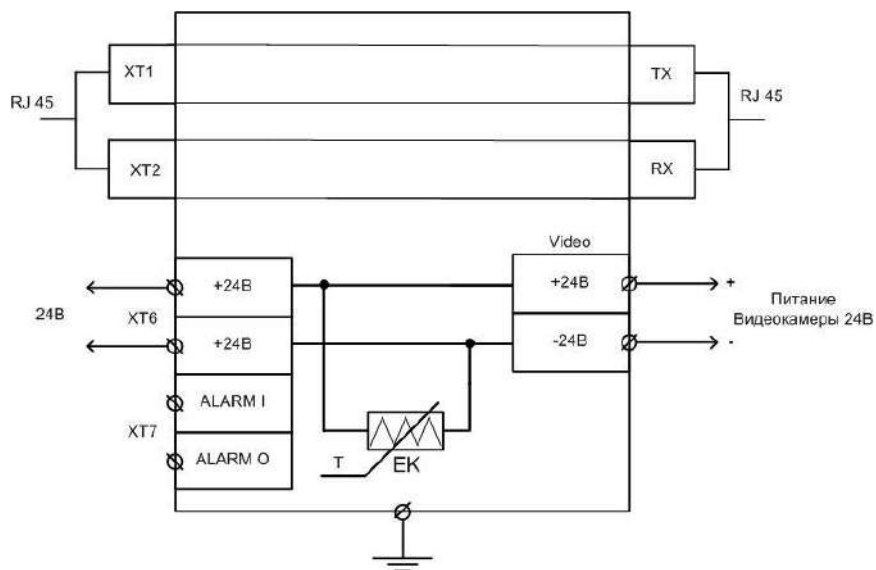 XT1
TX
RJ 45
RJ 45
XT2
RX
Video
+24В
+24В
+
24В
XT6
Питание
Видеокамеры 24В
+24В
-24В
-
ALARM I
XT7
ALARM O
T
EK